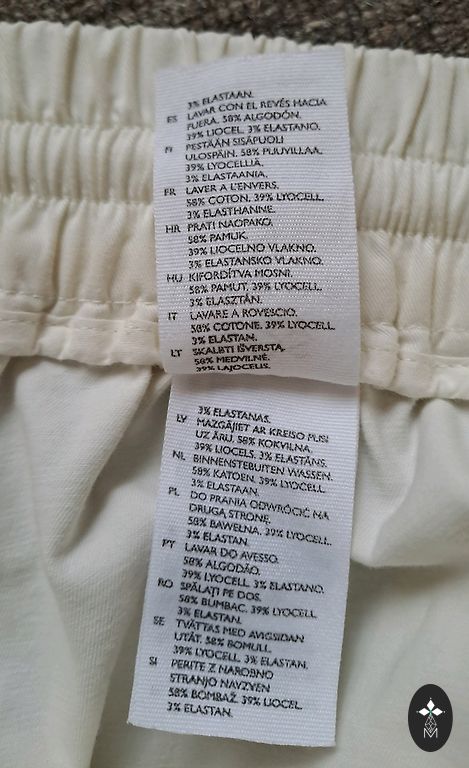 3% ELASTAAN.
ES LAVAR CON EL REVÉS HACIA
FUERA. 58% ALGODÓN.
39% LIOCEL. 3% ELASTANO.
FI PESTÄÄN SISÄPUOLI
ULOSPÄIN. 58% PUUVILLAA.
39% LYOCELLIÄ.
3% ELASTAANIA.
FR LAVER A L'ENVERS.
58% COTON. 39% LYOCELL.
3% ELASTHANNE.
HR PRATI NAOPAKO.
58% PAMUK.
39% LIOCELNO VLAKNO.
3% ELASTANSKO VLAKNO.
HU KIFORDÍTVA MOSNI.
58% PAMUT. 39% LYOCELL.
3% ELASZTÁN.
IT LAVARE A ROVESCIO.
58% COTONE. 39% LYOCELL.
3% ELASTAN.
LT SKALBTI IŠVERSTĄ.
58% MEDVILNĖ.
39% LAJOCELIS.
3% ELASTANAS.
LV MAZGĀJIET AR KREISO PUSI
UZ ĀRU. 58% KOKVILNA.
39% LIOCELS. 3% ELASTĀNS.
NL BINNENSTEBUITEN WASSEN.
58% KATOEN. 39% LYOCELL.
3% ELASTAAN.
PL DO PRANIA ODWRÓCIĆ NA
DRUGĄ STRONĘ.
58% BAWEŁNA. 39% LYOCELL.
3% ELASTAN.
PT LAVAR DO AVESSO.
58% ALGODÃO.
39% LYOCELL. 3% ELASTANO.
RO SPĂLAŢI PE DOS.
58% BUMBAC. 39% LYOCELL
3% ELASTAN.
SE TVÄTTAS MED AVIGSIDAN
UTÅT. 58% BOMULL.
39% LYOCELL. 3% ELASTAN.
SI PERITE Z NAROBNO
STRANJO NAVZVEN
58% BOMBAŽ. 39% LIOCEL.
3% ELASTAN.
M